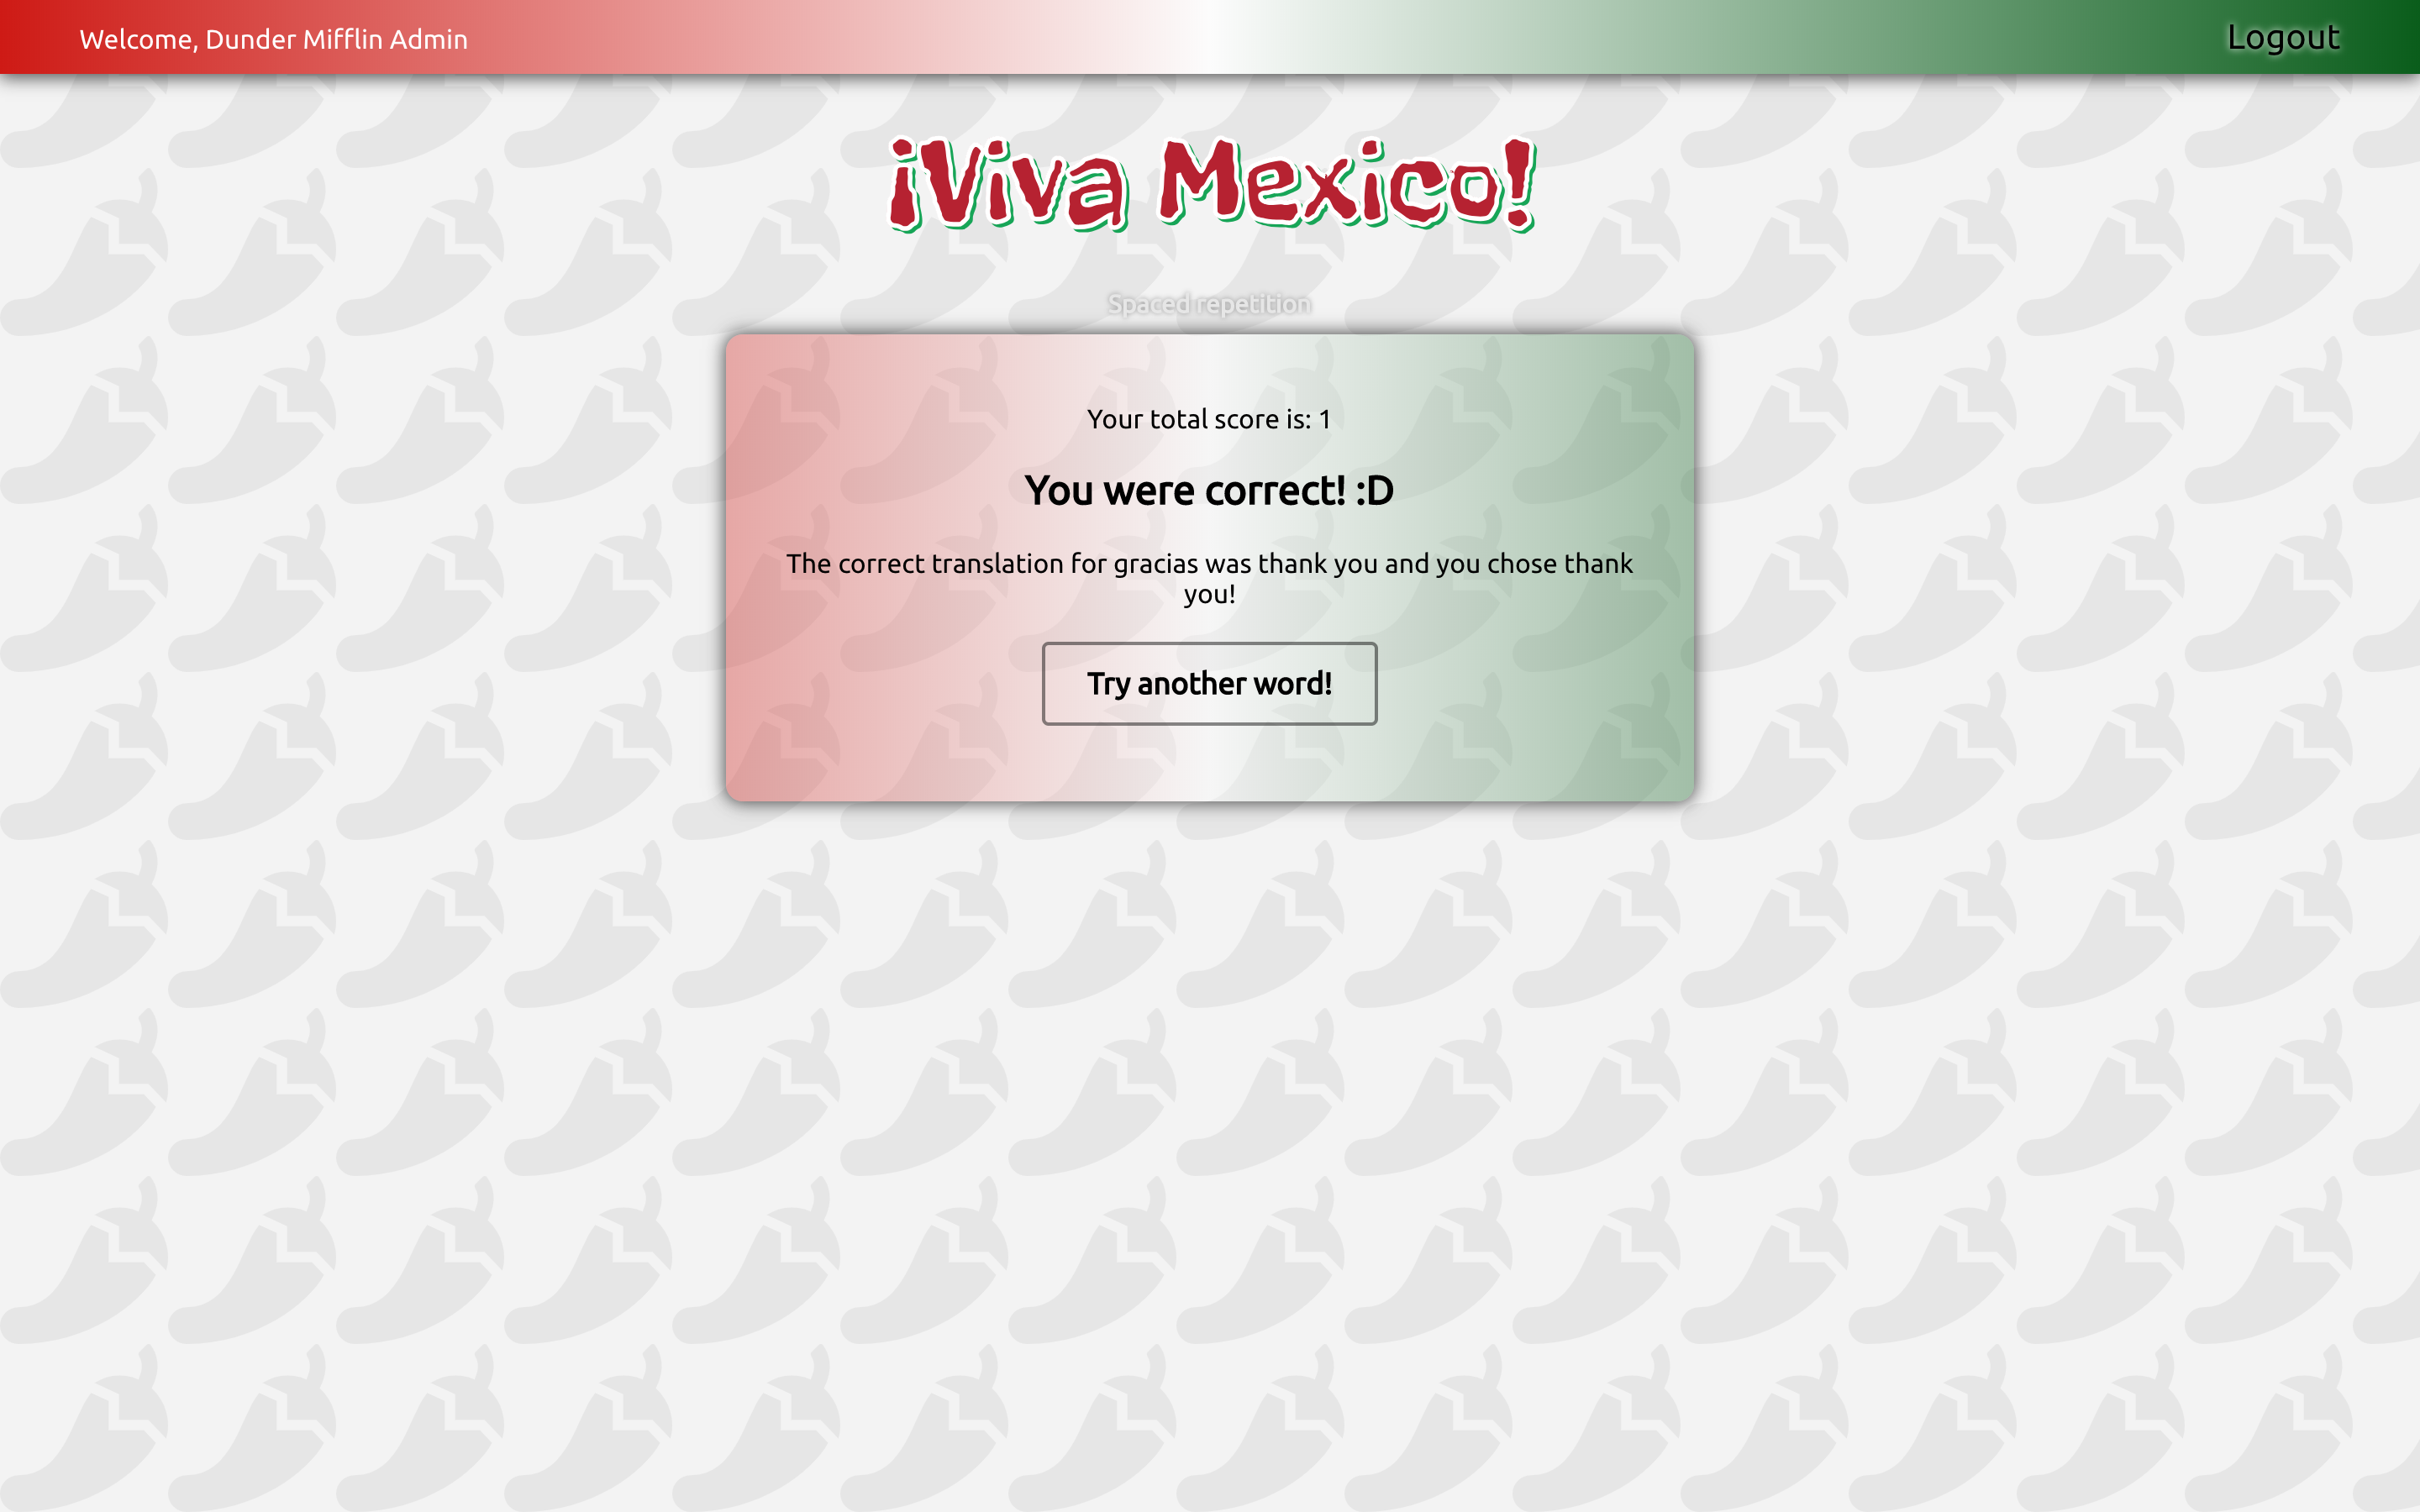 Welcome, Dunder Mifflin Admin
Logout
¡Viva Mexico!
Spaced repetition
Your total score is: 1
You were correct! :D
The correct translation for gracias was thank you and you chose thank
you!
Try another word!